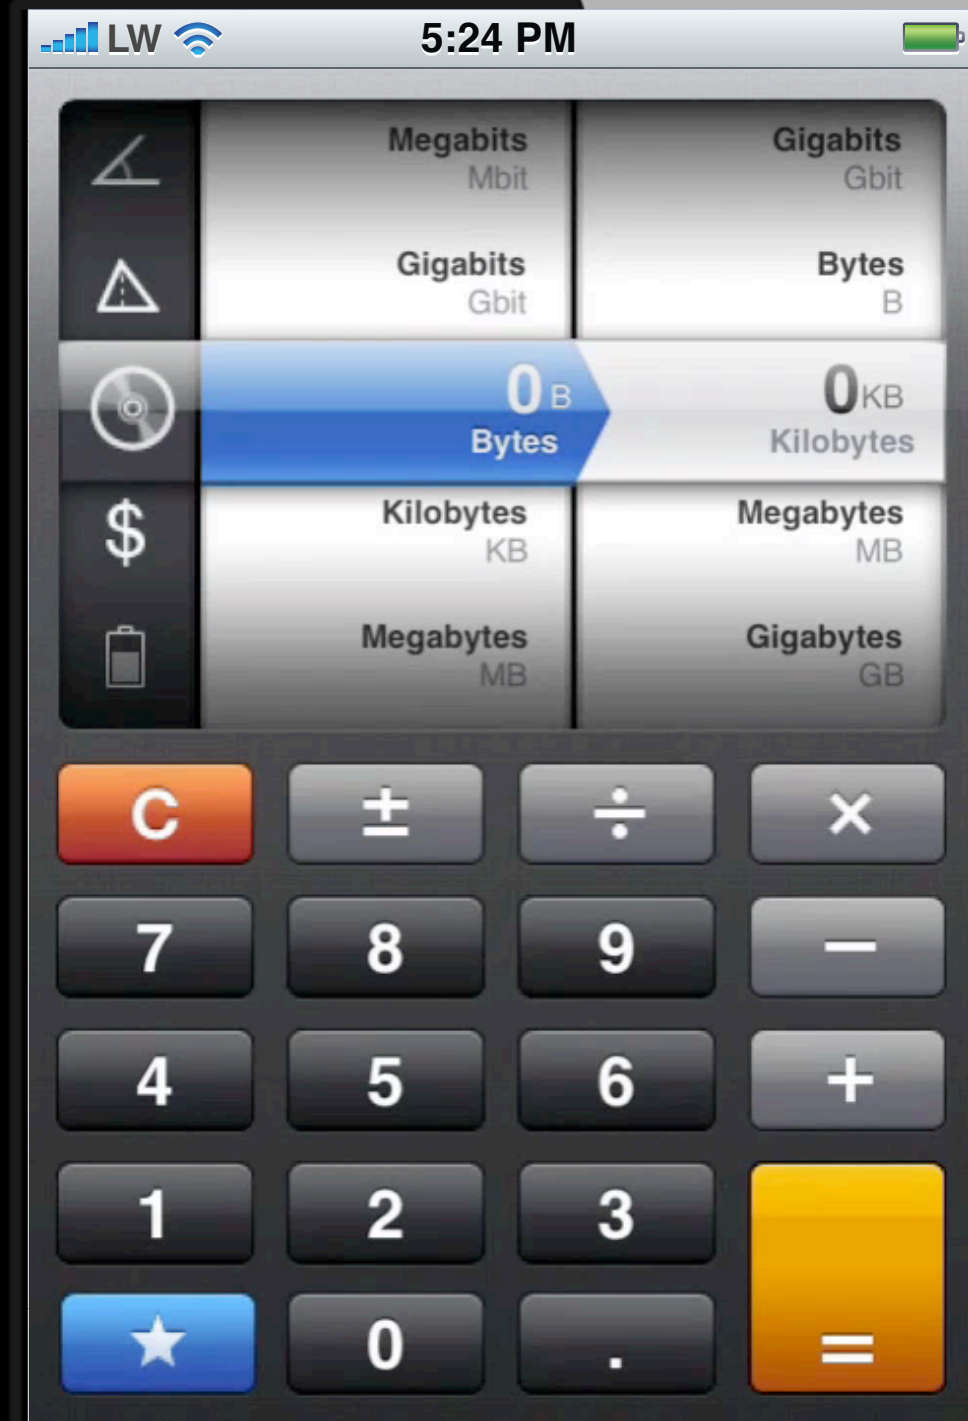 LW 5:24 PM
Megabits
Mbit
Gigabits
Gbit
Gigabits
Gbit
Bytes
B
0 B
Bytes
0 KB
Kilobytes
Kilobytes
KB
Megabytes
MB
Megabytes
MB
Gigabytes
GB
$
C ± ÷ ×
7 8 9 −
4 5 6 +
1 2 3
0 . =